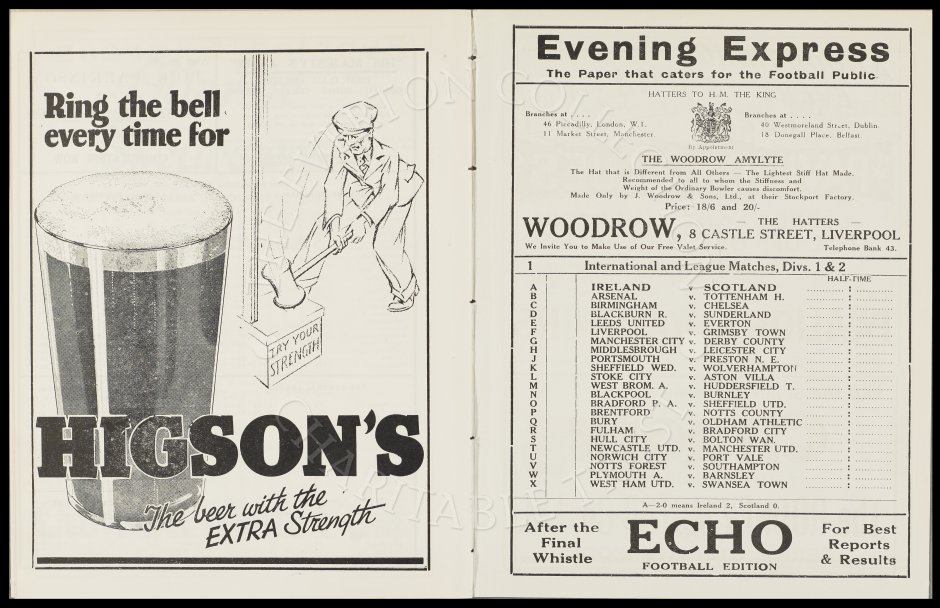 Ring the bell
every time for
TRY YOUR
STRENGTH
HIGSON'S
The beer with the
EXTRA Strength
Evening Express
The Paper that caters for the Football Public
HATTERS TO H.M. THE KING
Branches at . . . .
46 Piccadilly, London, W.1.
11 Market Street, Manchester.
By Appointment
Branches at . . . .
40 Westmoreland Street, Dublin.
18 Donegall Place, Belfast.
THE WOODROW AMYLYTE
The Hat that is Different from All Others — The Lightest Stiff Hat Made.
Recommended to all to whom the Stiffness and
Weight of the Ordinary Bowler causes discomfort.
Made Only by J. Woodrow & Sons, Ltd., at their Stockport Factory.
Price: 18/6 and 20/-
WOODROW, — THE HATTERS —
8 CASTLE STREET, LIVERPOOL
We Invite You to Make Use of Our Free Valet Service. Telephone Bank 43.
1 International and League Matches, Divs. 1 & 2
HALF-TIME
A IRELAND v SCOTLAND
B ARSENAL v. TOTTENHAM H.
C BIRMINGHAM v. CHELSEA
D BLACKBURN R. v. SUNDERLAND
E LEEDS UNITED v. EVERTON
F LIVERPOOL v. GRIMSBY TOWN
G MANCHESTER CITY v. DERBY COUNTY
H MIDDLESBROUGH v. LEICESTER CITY
J PORTSMOUTH v. PRESTON N. E.
K SHEFFIELD WED. v. WOLVERHAMPTON
L STOKE CITY v. ASTON VILLA
M WEST BROM. A. v. HUDDERSFIELD T.
N BLACKPOOL v. BURNLEY
O BRADFORD P. A. v. SHEFFIELD UTD.
P BRENTFORD v. NOTTS COUNTY
Q BURY v. OLDHAM ATHLETIC
R FULHAM v. BRADFORD CITY
S HULL CITY v. BOLTON WAN.
T NEWCASTLE UTD. v. MANCHESTER UTD.
U NORWICH CITY v. PORT VALE
V NOTTS FOREST v. SOUTHAMPTON
W PLYMOUTH A. v. BARNSLEY
X WEST HAM UTD. v. SWANSEA TOWN
A—2-0 means Ireland 2, Scotland 0.
After the
Final
Whistle
ECHO
FOOTBALL EDITION
For Best
Reports
& Results